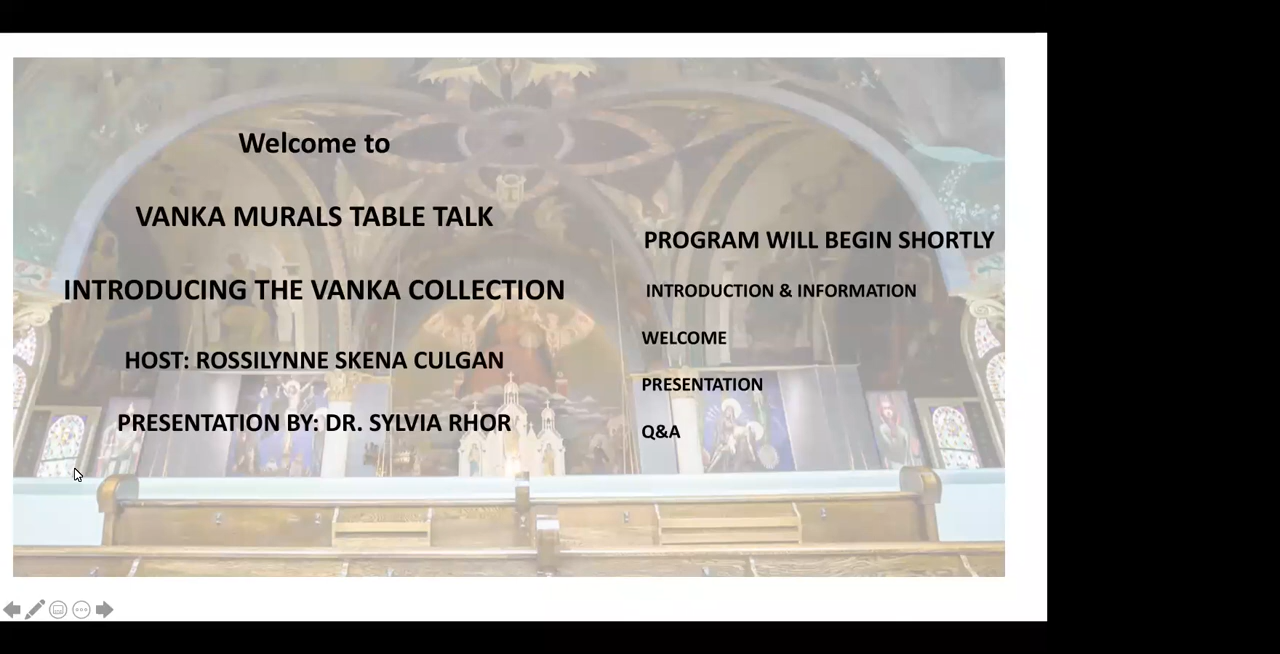 Welcome to
VANKA MURALS TABLE TALK
INTRODUCING THE VANKA COLLECTION
HOST: ROSSILYNNE SKENA CULGAN
PRESENTATION BY: DR. SYLVIA RHOR
PROGRAM WILL BEGIN SHORTLY
INTRODUCTION & INFORMATION
WELCOME
PRESENTATION
Q&A